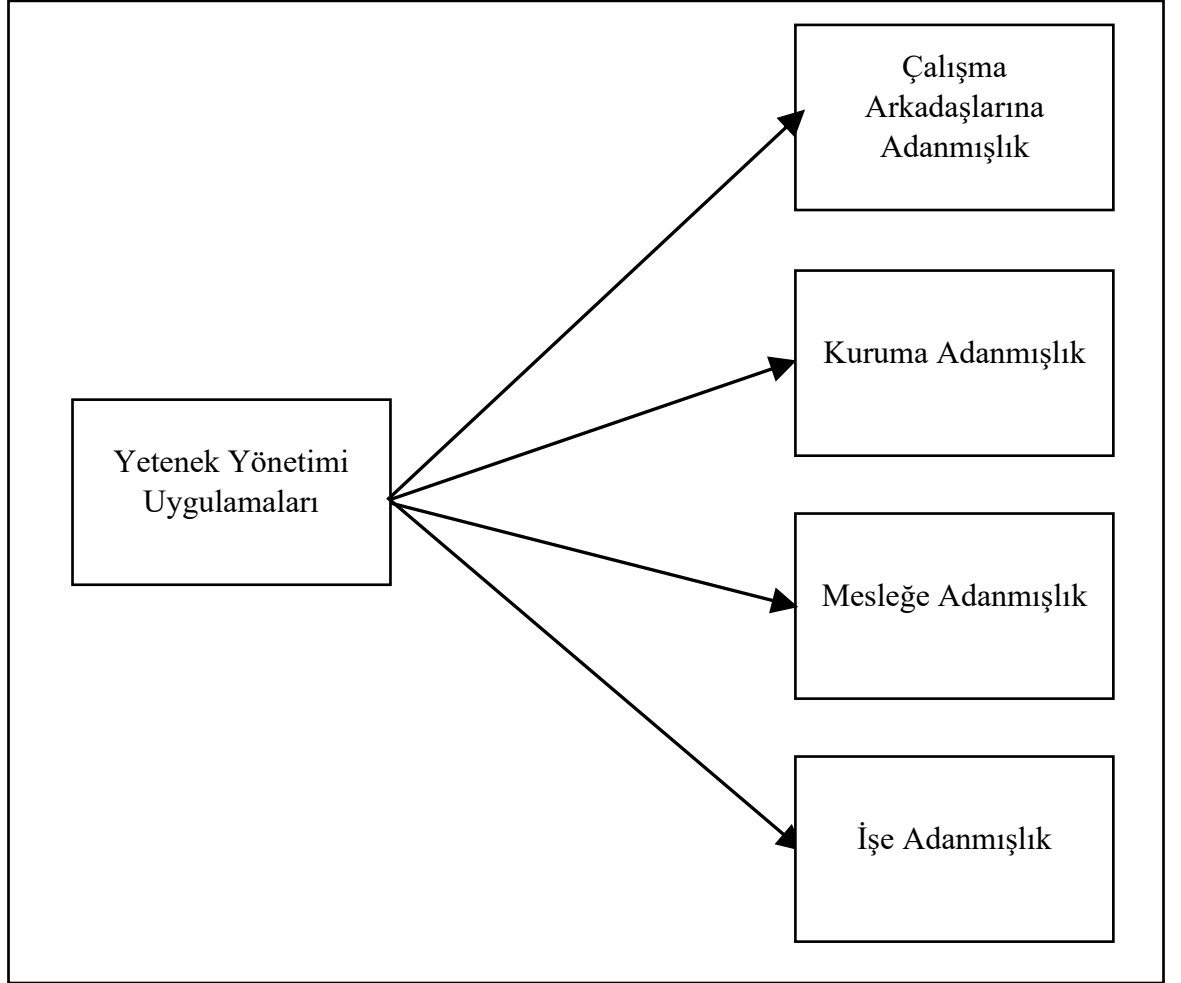 Çalışma
Arkadaşlarına
Adanmışlık
Kuruma Adanmışlık
Yetenek Yönetimi
Uygulamaları
Mesleğe Adanmışlık
İşe Adanmışlık